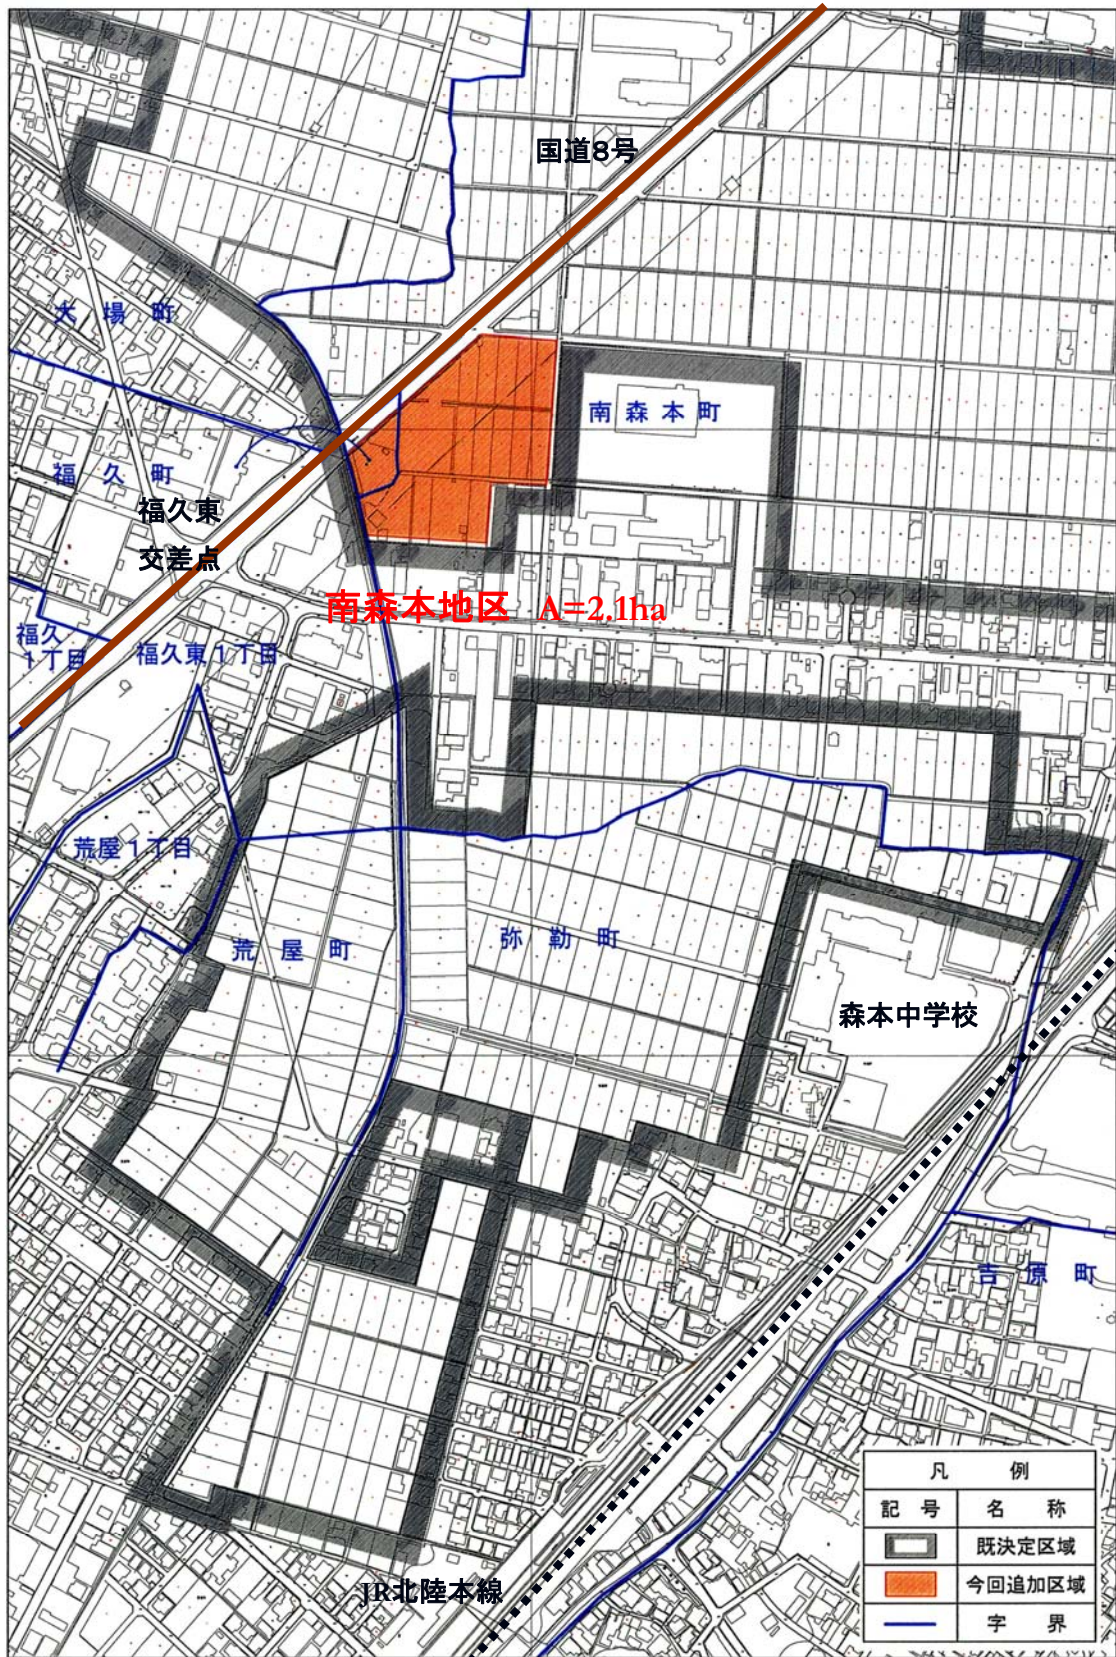 国道8号
大場町
南森本町
福久町
福久東
交差点
南森本地区 A=2.1ha
福久
1丁目
福久東1丁目
荒屋1丁目
荒屋町
弥勒町
森本中学校
吉原町
JR北陸本線
凡例
記号 名称
既決定区域
今回追加区域
字界